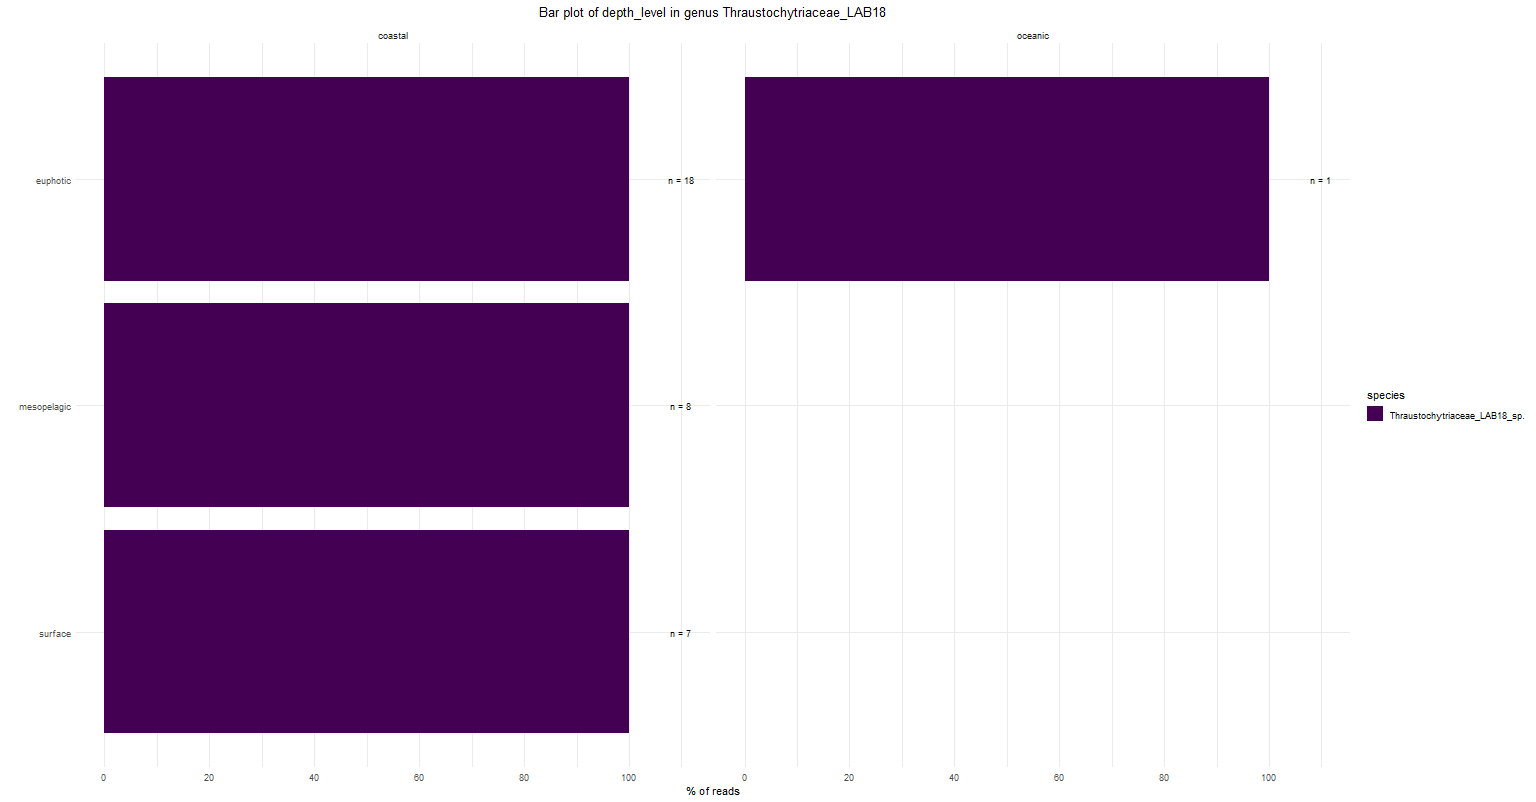 Bar plot of depth_level in genus Thraustochytriaceae_LAB18
coastal
oceanic
euphotic
n = 18
n = 1
mesopelagic
n = 8
surface
n = 7
species
Thraustochytriaceae_LAB18_sp.
0 20 40 60 80 100
0 20 40 60 80 100
% of reads